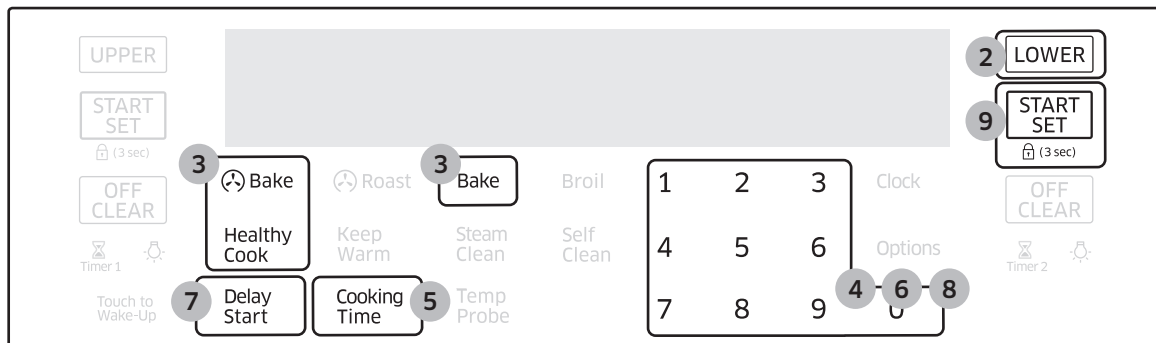 UPPER
2 LOWER
START
SET
(3 sec)
9 START
SET
(3 sec)
3 Bake
Roast
3 Bake
Broil
1 2 3
Clock
OFF
CLEAR
OFF
CLEAR
Healthy
Cook
Keep
Warm
Steam
Clean
Self
Clean
4 5 6
Options
Timer 1
Timer 2
Touch to
Wake-Up
7 Delay
Start
Cooking
Time 5
Temp
Probe
7 8 9
4 6 8